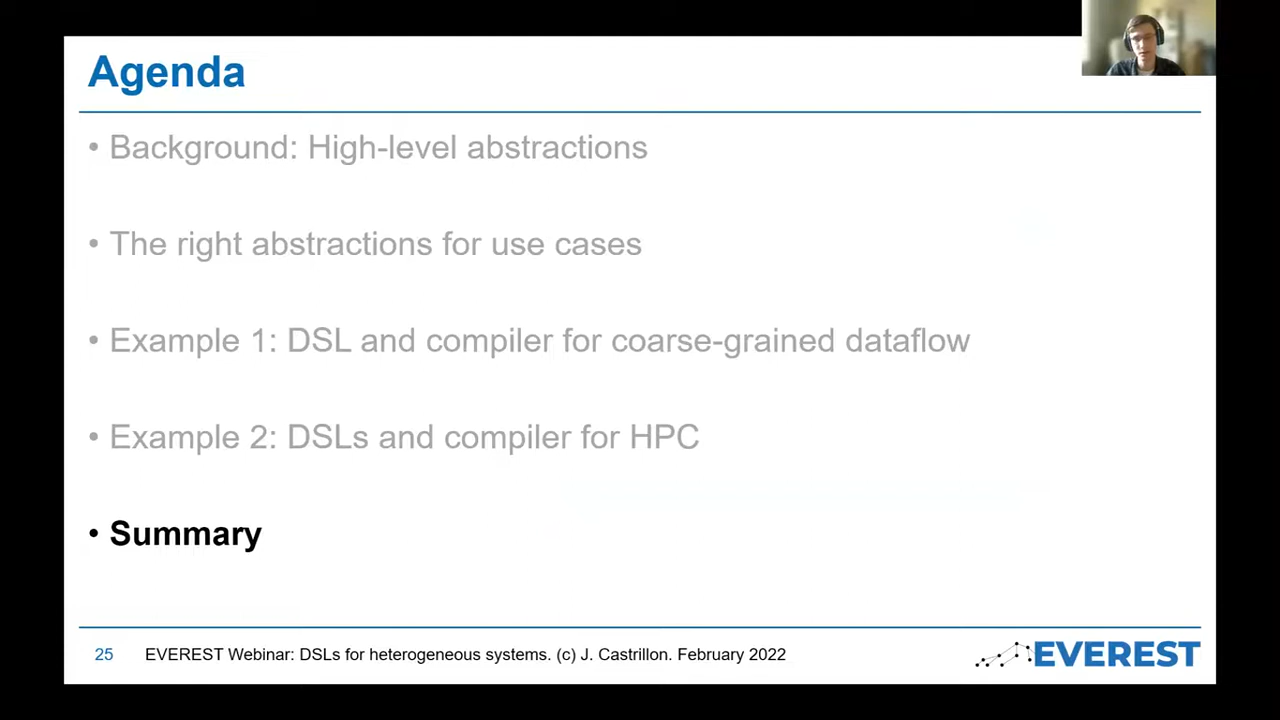 Agenda
• Background: High-level abstractions
• The right abstractions for use cases
• Example 1: DSL and compiler for coarse-grained dataflow
• Example 2: DSLs and compiler for HPC
• Summary
25 EVEREST Webinar: DSLs for heterogeneous systems. (c) J. Castrillon. February 2022
EVEREST